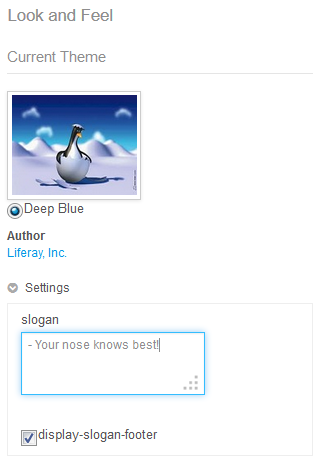 Look and Feel
Current Theme
Deep Blue
Author
Liferay, Inc.
Settings
slogan
- Your nose knows best!
display-slogan-footer